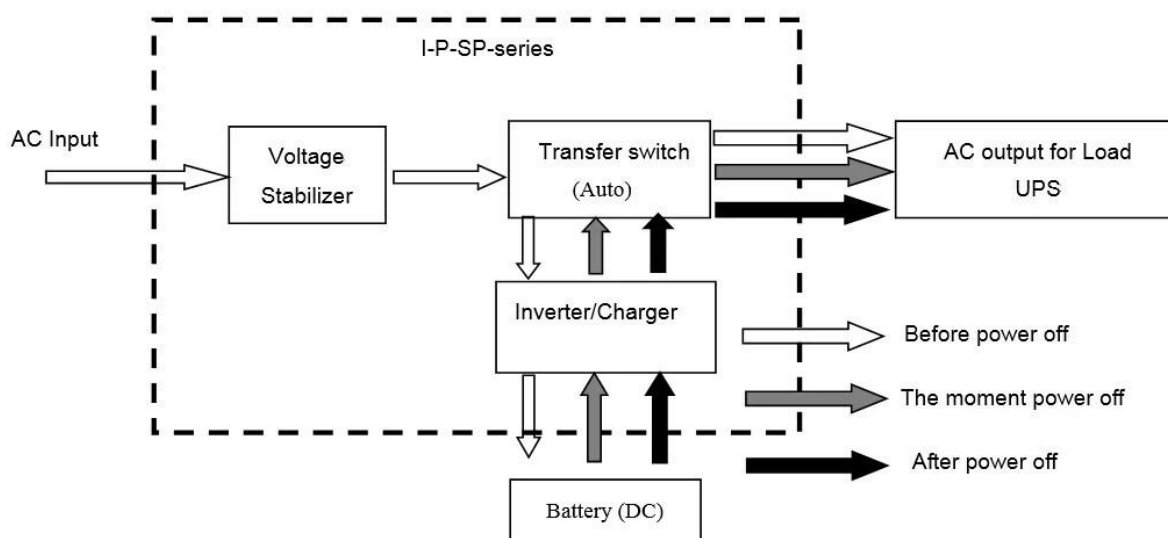 I-P-SP-series
AC Input
Voltage
Stabilizer
Transfer switch
(Auto)
AC output for Load
UPS
Inverter/Charger
Before power off
The moment power off
After power off
Battery (DC)